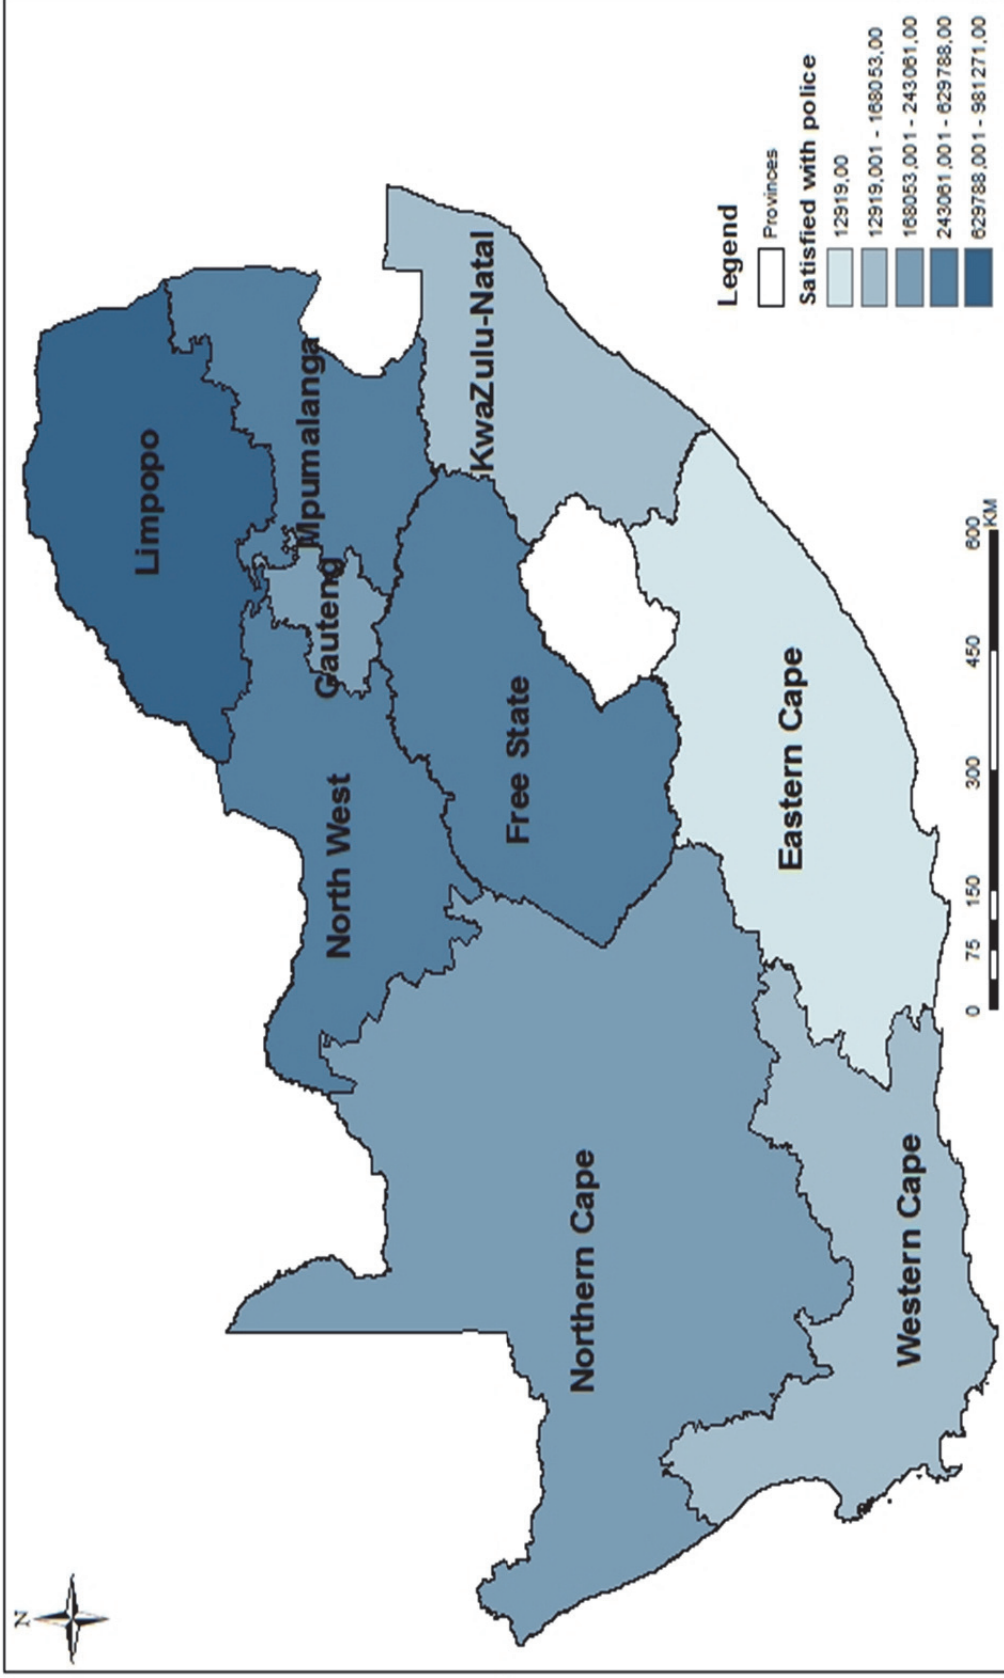 N
Limpopo
Mpumalanga
Gauteng
North West
Free State
KwaZulu-Natal
Northern Cape
Eastern Cape
Western Cape
Legend
Provinces
Satisfied with police
12919,00
12919,001 - 168053,00
168053,001 - 243061,00
243061,001 - 629788,00
629788,001 - 981271,00
0 75 150 300 450 600
KM